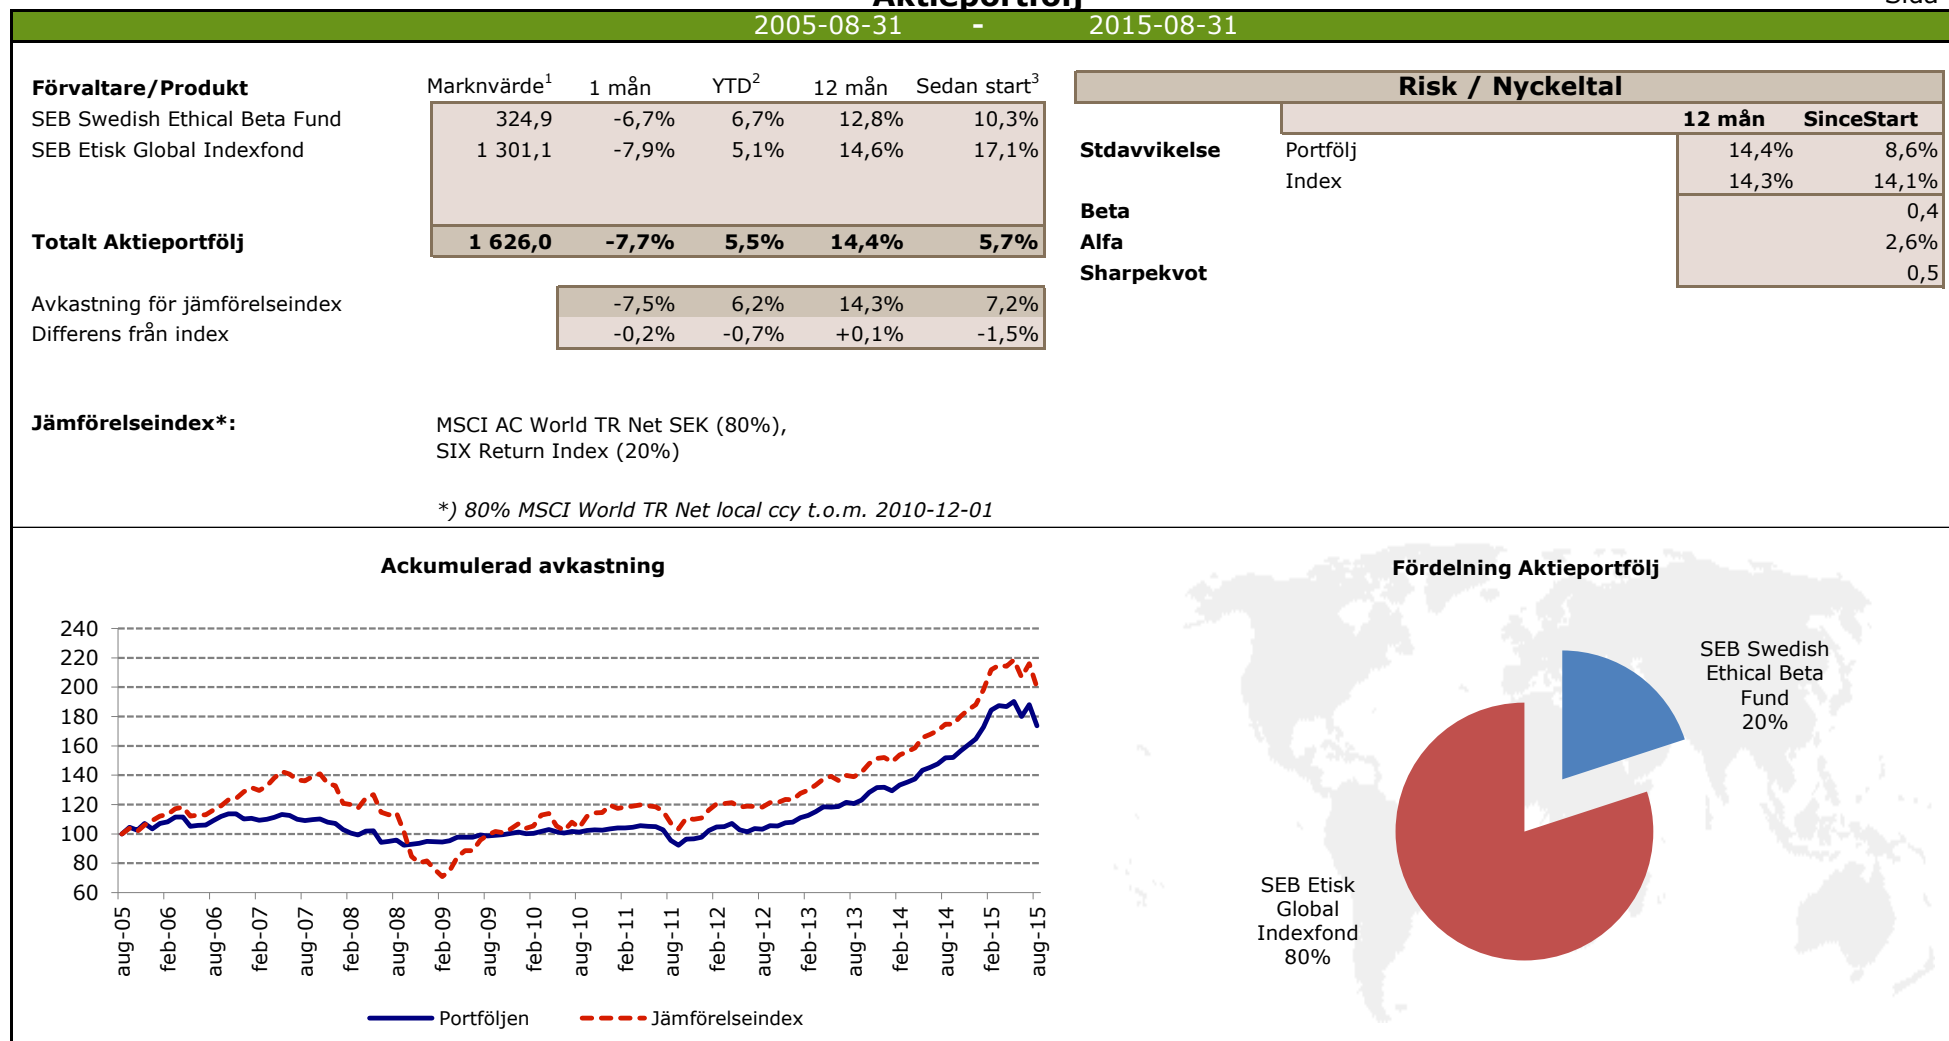 Aktieportfölj
2005-08-31 - 2015-08-31
Förvaltare/Produkt Marknvärde1 1 mån YTD2 12 mån Sedan start3
SEB Swedish Ethical Beta Fund 324,9 -6,7% 6,7% 12,8% 10,3%
SEB Etisk Global Indexfond 1 301,1 -7,9% 5,1% 14,6% 17,1%
Totalt Aktieportfölj 1 626,0 -7,7% 5,5% 14,4% 5,7%
Avkastning för jämförelseindex -7,5% 6,2% 14,3% 7,2%
Differens från index -0,2% -0,7% +0,1% -1,5%
Risk / Nyckeltal
12 mån SinceStart
Stdavvikelse Portfölj 14,4% 8,6%
Index 14,3% 14,1%
Beta 0,4
Alfa 2,6%
Sharpekvot 0,5
Jämförelseindex*: MSCI AC World TR Net SEK (80%),
SIX Return Index (20%)
*) 80% MSCI World TR Net local ccy t.o.m. 2010-12-01
Ackumulerad avkastning
240
220
200
180
160
140
120
100
80
60
aug-05 feb-06 aug-06 feb-07 aug-07 feb-08 aug-08 feb-09 aug-09 feb-10 aug-10 feb-11 aug-11 feb-12 aug-12 feb-13 aug-13 feb-14 aug-14 feb-15 aug-15
Portföljen Jämförelseindex
Fördelning Aktieportfölj
SEB Swedish
Ethical Beta
Fund
20%
SEB Etisk
Global
Indexfond
80%